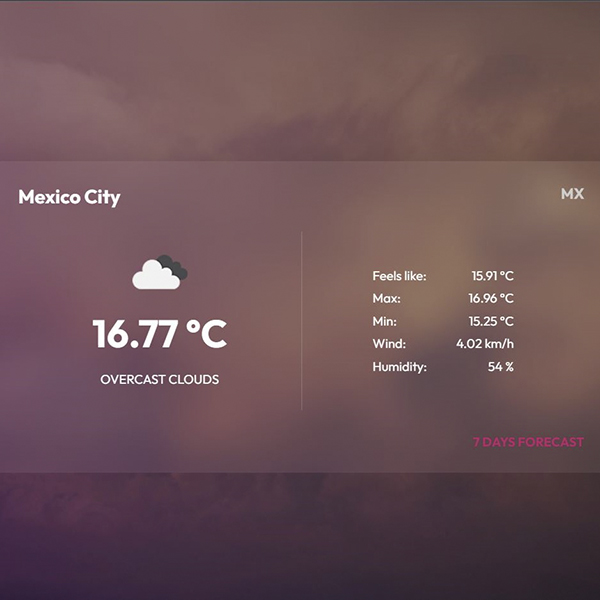 Mexico City
MX
16.77 °C
OVERCAST CLOUDS
Feels like: 15.91 °C
Max: 16.96 °C
Min: 15.25 °C
Wind: 4.02 km/h
Humidity: 54 %
7 DAYS FORECAST